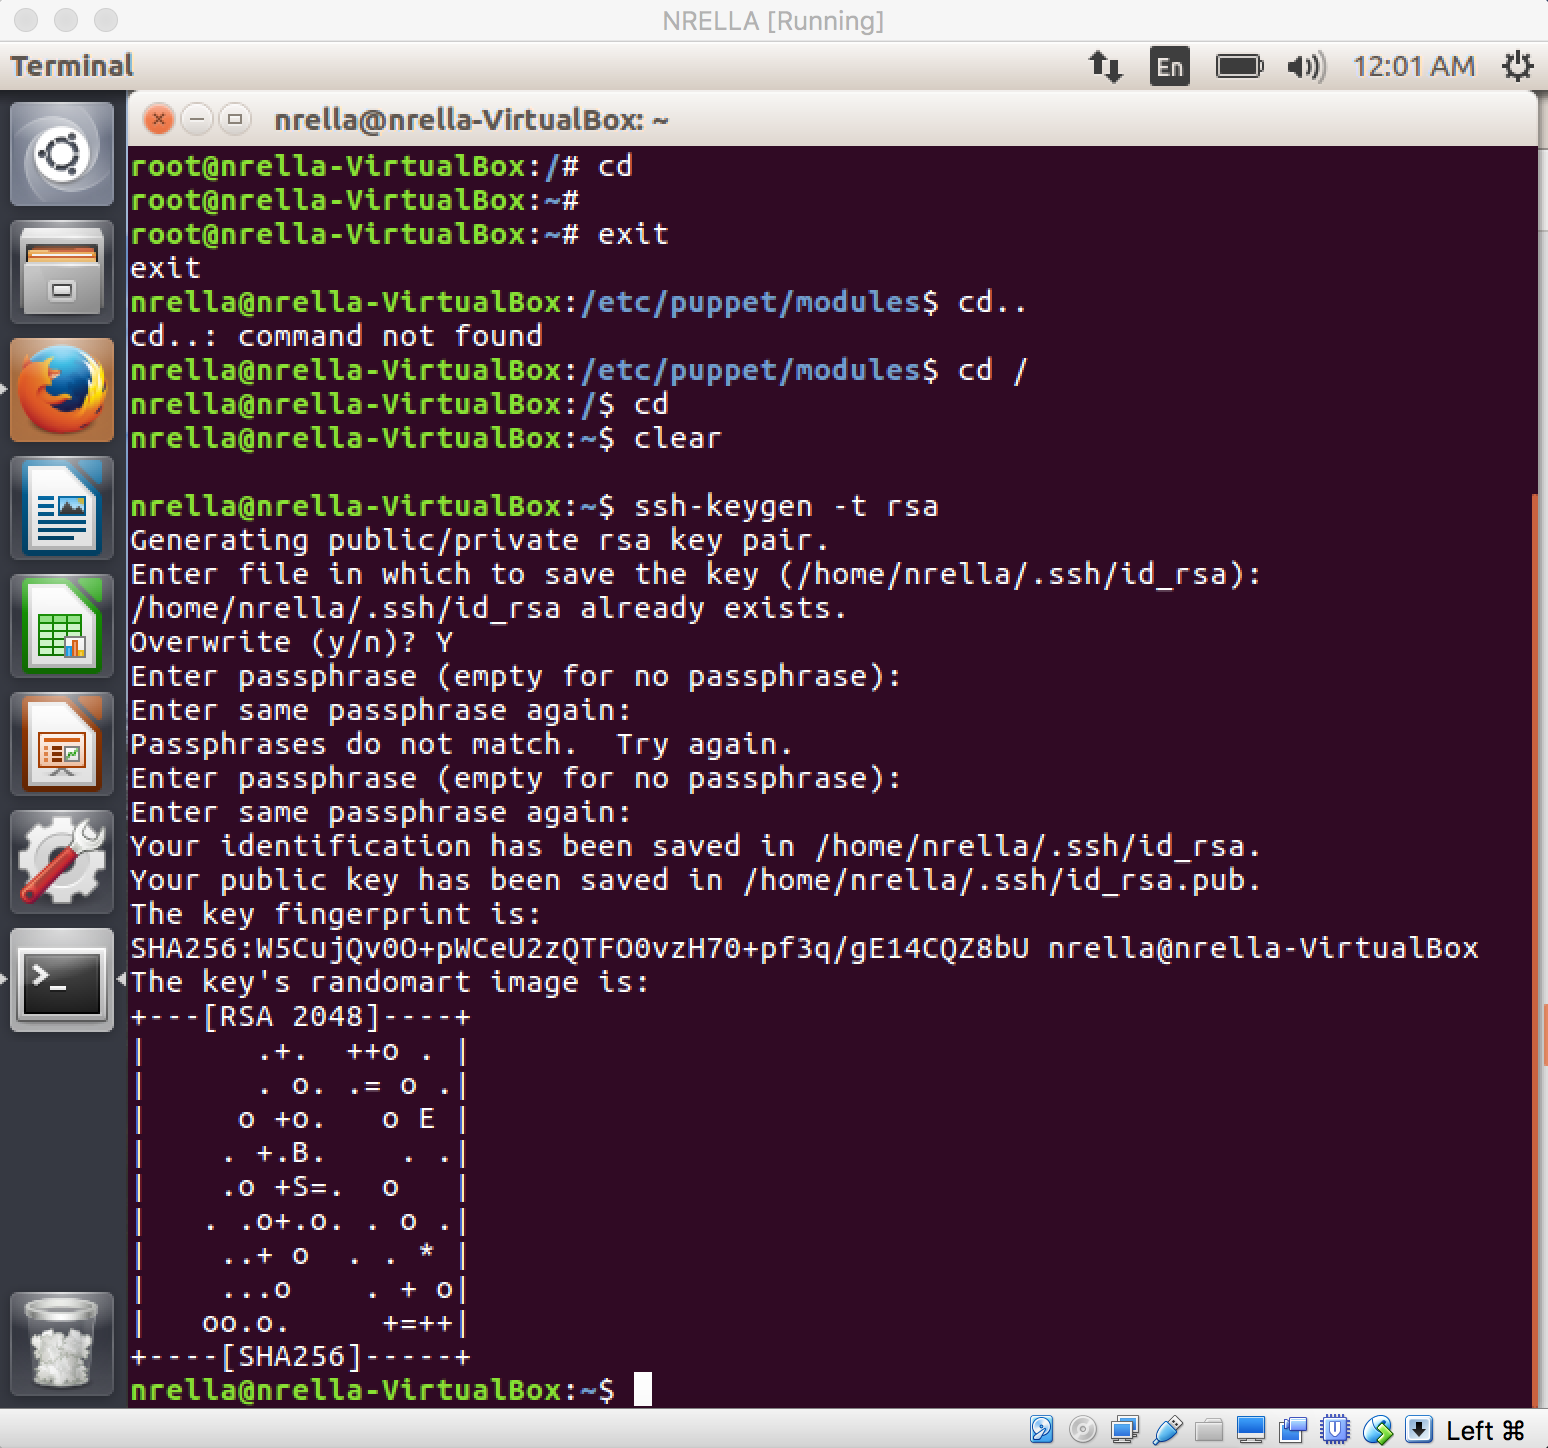 NRELLA [Running]
Terminal
En
12:01 AM
nrella@nrella-VirtualBox: ~
root@nrella-VirtualBox:/# cd
root@nrella-VirtualBox:~#
root@nrella-VirtualBox:~# exit
exit
nrella@nrella-VirtualBox:/etc/puppet/modules$ cd..
cd..: command not found
nrella@nrella-VirtualBox:/etc/puppet/modules$ cd /
nrella@nrella-VirtualBox:/$ cd
nrella@nrella-VirtualBox:~$ clear
nrella@nrella-VirtualBox:~$ ssh-keygen -t rsa
Generating public/private rsa key pair.
Enter file in which to save the key (/home/nrella/.ssh/id_rsa):
/home/nrella/.ssh/id_rsa already exists.
Overwrite (y/n)? Y
Enter passphrase (empty for no passphrase):
Enter same passphrase again:
Passphrases do not match.  Try again.
Enter passphrase (empty for no passphrase):
Enter same passphrase again:
Your identification has been saved in /home/nrella/.ssh/id_rsa.
Your public key has been saved in /home/nrella/.ssh/id_rsa.pub.
The key fingerprint is:
SHA256:W5CujQv0O+pWCeU2zQTFO0vzH70+pf3q/gE14CQZ8bU nrella@nrella-VirtualBox
The key's randomart image is:
+---[RSA 2048]----+
|      .+.  ++o . |
|      . o. .= o .|
|     o +o.   o E |
|    . +.B.    . .|
|    .o +S=.  o   |
|   . .o+.o. . o .|
|    ..+ o  . . * |
|    ...o    . + o|
|   oo.o.     +=++|
+----[SHA256]-----+
nrella@nrella-VirtualBox:~$
Left ⌘